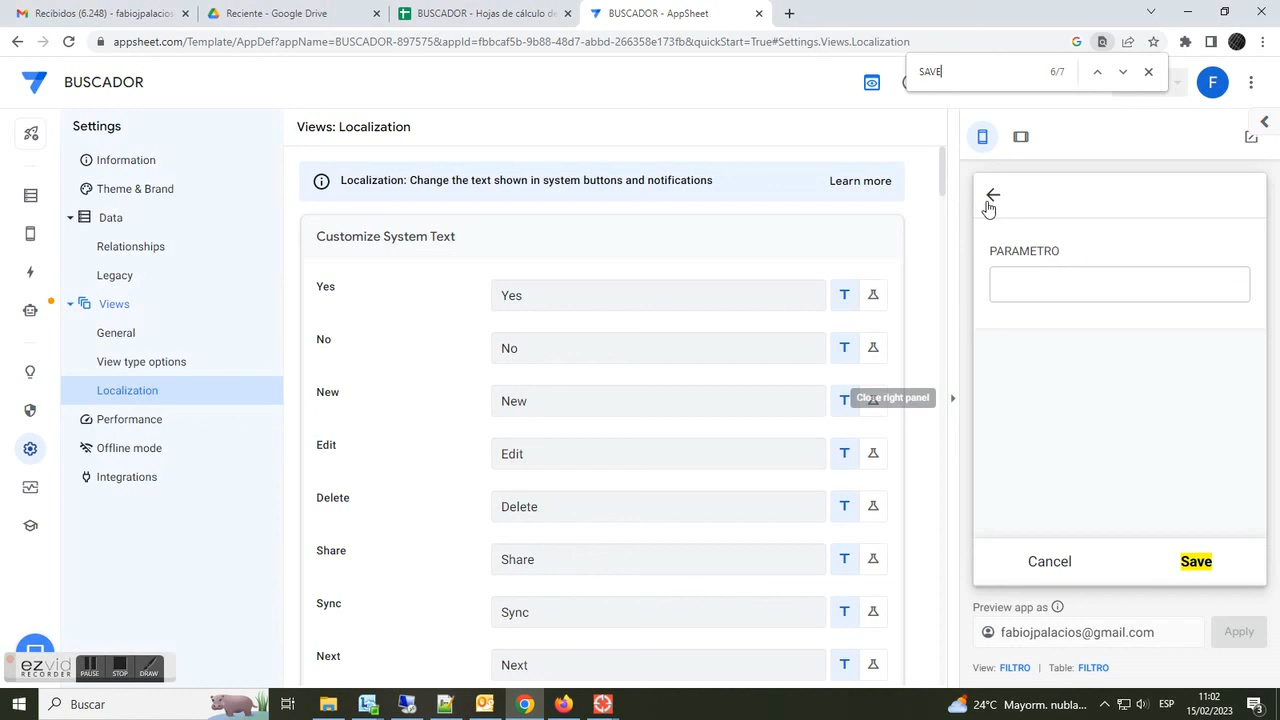 Recibidos (6.248) - fabiojpalacios
Reciente - Google Drive
BUSCADOR - Hojas de cálculo de
BUSCADOR - AppSheet
appsheet.com/Template/AppDef?appName=BUSCADOR-897575&appId=fbbcaf5b-9b88-48d7-abbd-266358e173fb&quickStart=True#Settings.Views.Localization
SAVE
6/7
BUSCADOR
F
Settings
Information
Theme & Brand
Data
Relationships
Legacy
Views
General
View type options
Localization
Performance
Offline mode
Integrations
Views: Localization
Localization: Change the text shown in system buttons and notifications
Learn more
Customize System Text
Yes
Yes
T
No
No
T
New
New
T
Close right panel
Edit
Edit
T
Delete
Delete
T
Share
Share
T
Sync
Sync
T
Next
Next
T
PARAMETRO
Cancel
Save
Preview app as
fabiojpalacios@gmail.com
Apply
View: FILTRO | Table: FILTRO
ezvid
RECORDER
PAUSE
STOP
DRAW
Buscar
24°C Mayorm. nubla...
ESP
11:02
15/02/2023
3